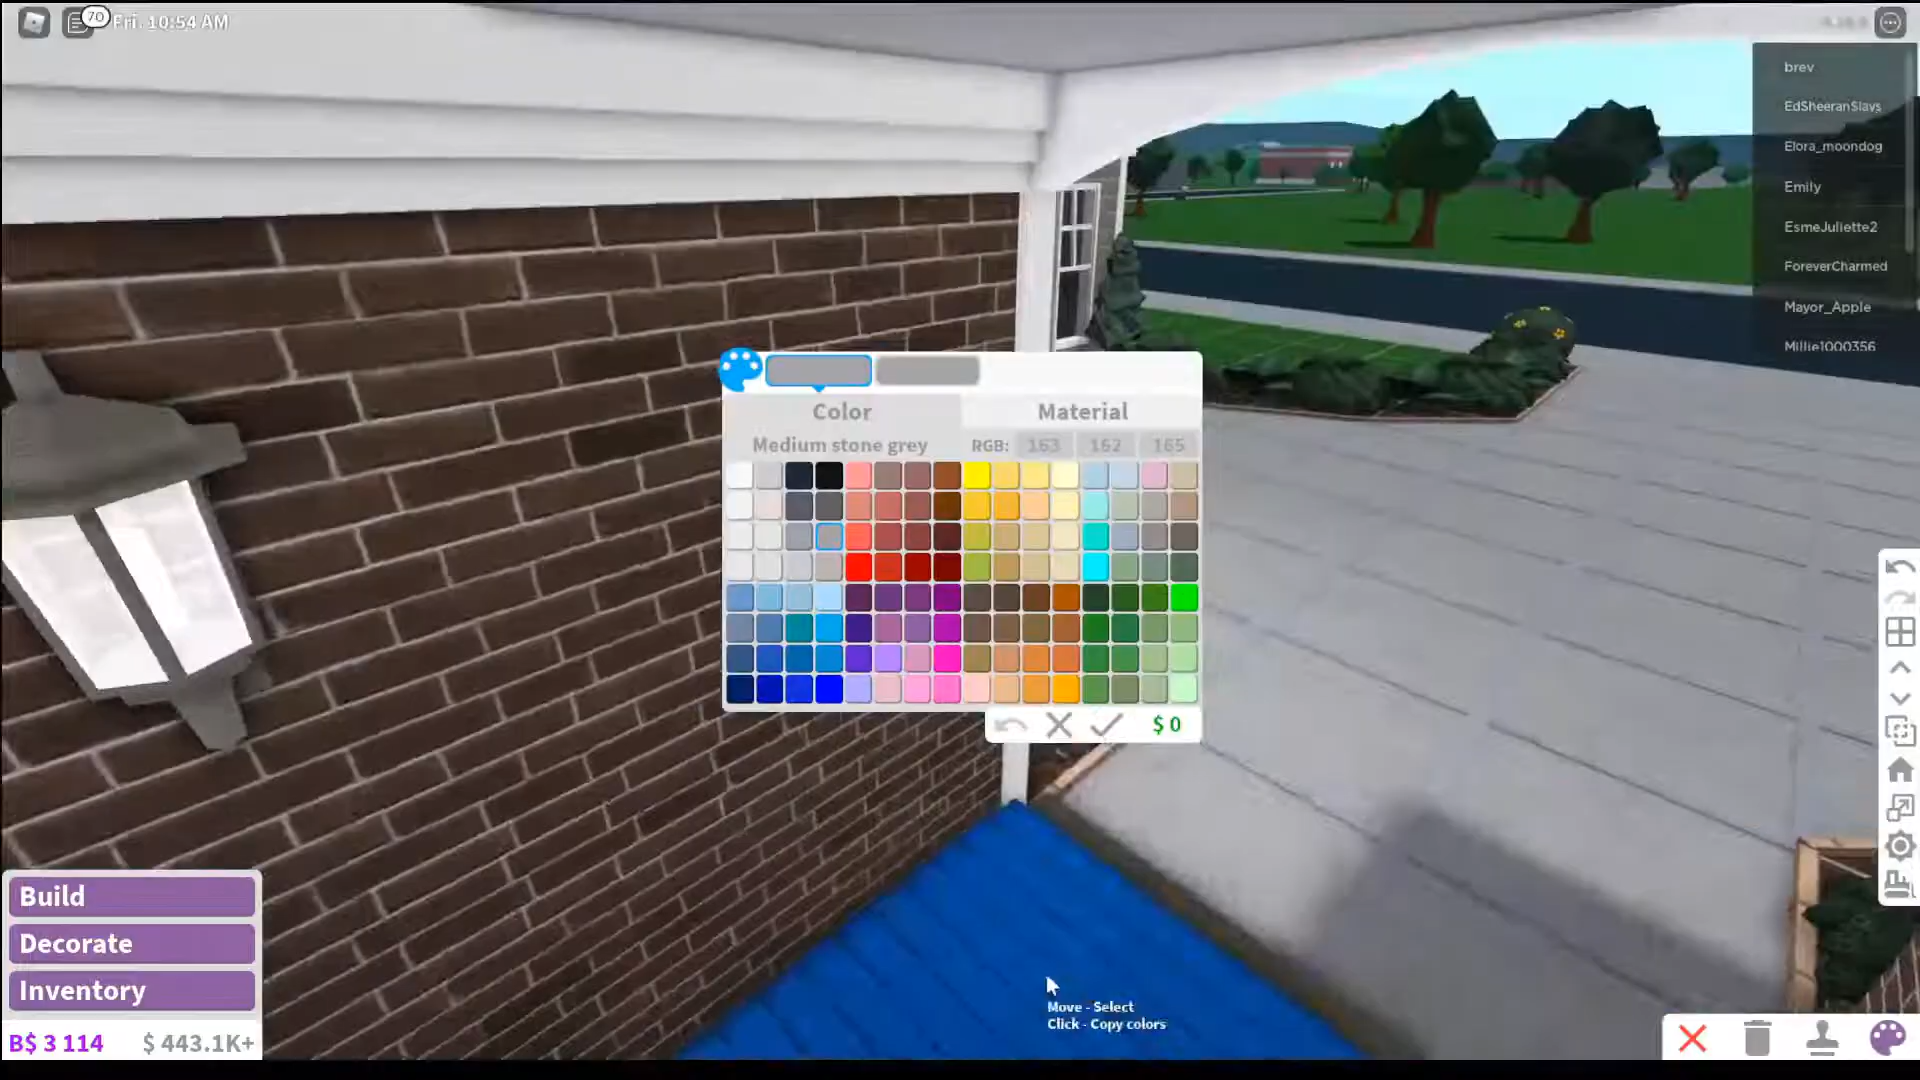 70
Fri. 10:54 AM
brev
EdSheeranSlays
Elora_moondog
Emily
EsmeJuliette2
ForeverCharmed
Mayor_Apple
Millie1000356
Color
Material
Medium stone grey
RGB: 163 162 165
$ 0
Build
Decorate
Inventory
B$ 3 114
$ 443.1K+
Move - Select
Click - Copy colors